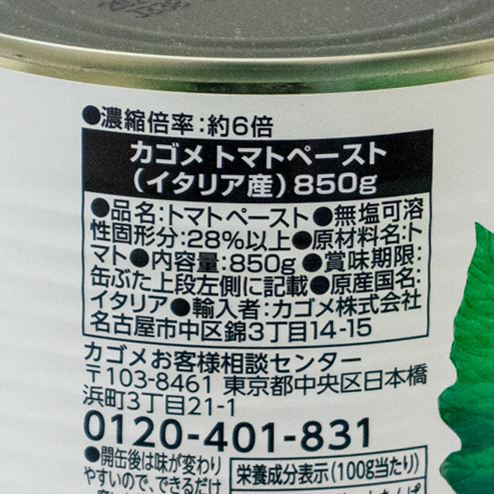 ●濃縮倍率：約6倍
カゴメ トマトペースト
（イタリア産）850g
●品名：トマトペースト●無塩可溶
性固形分：28%以上●原材料名：ト
マト●内容量：850g●賞味期限：
缶ぶた上段左側に記載●原産国名：
イタリア●輸入者：カゴメ株式会社
名古屋市中区錦3丁目14-15
カゴメお客様相談センター
〒103-8461 東京都中央区日本橋
浜町3丁目21-1
0120-401-831
●開缶後は味が変わり
やすいので、できるだけ
栄養成分表示（100g当たり）